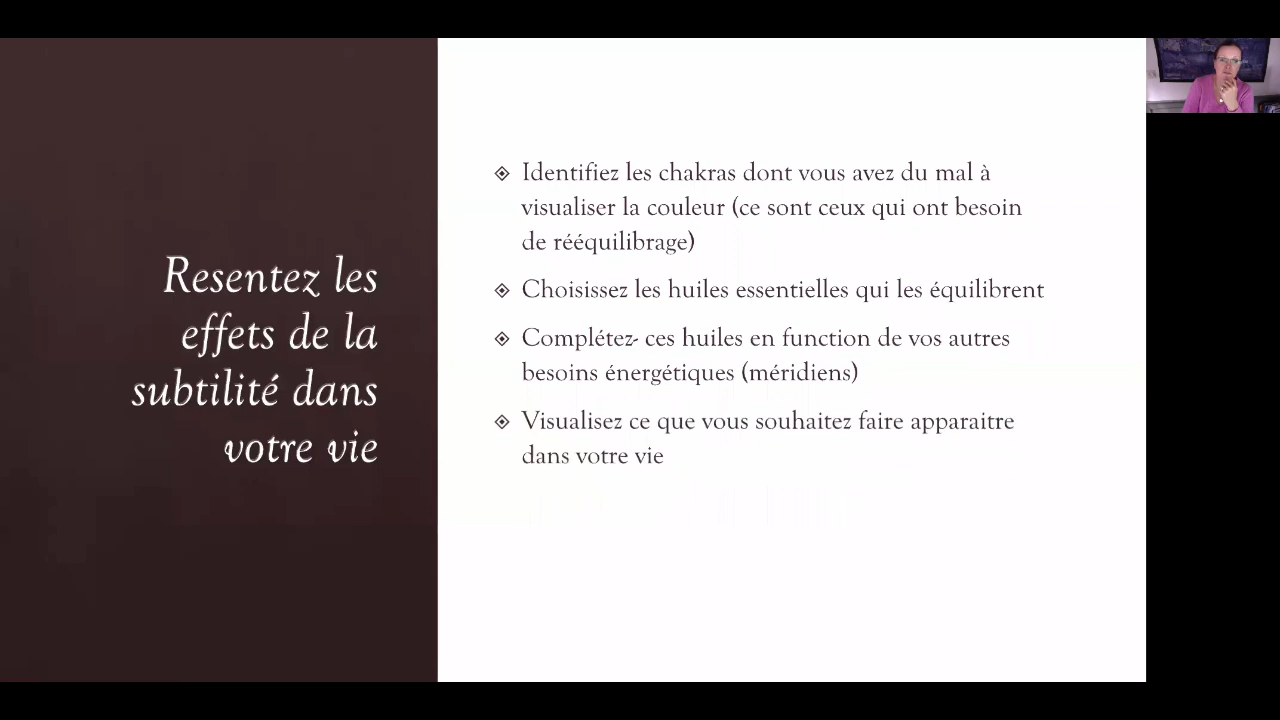 Resentez les
effets de la
subtilité dans
votre vie
Identifiez les chakras dont vous avez du mal à
visualiser la couleur (ce sont ceux qui ont besoin
de rééquilibrage)
Choisissez les huiles essentielles qui les équilibrent
Complétez- ces huiles en function de vos autres
besoins énergétiques (méridiens)
Visualisez ce que vous souhaitez faire apparaitre
dans votre vie